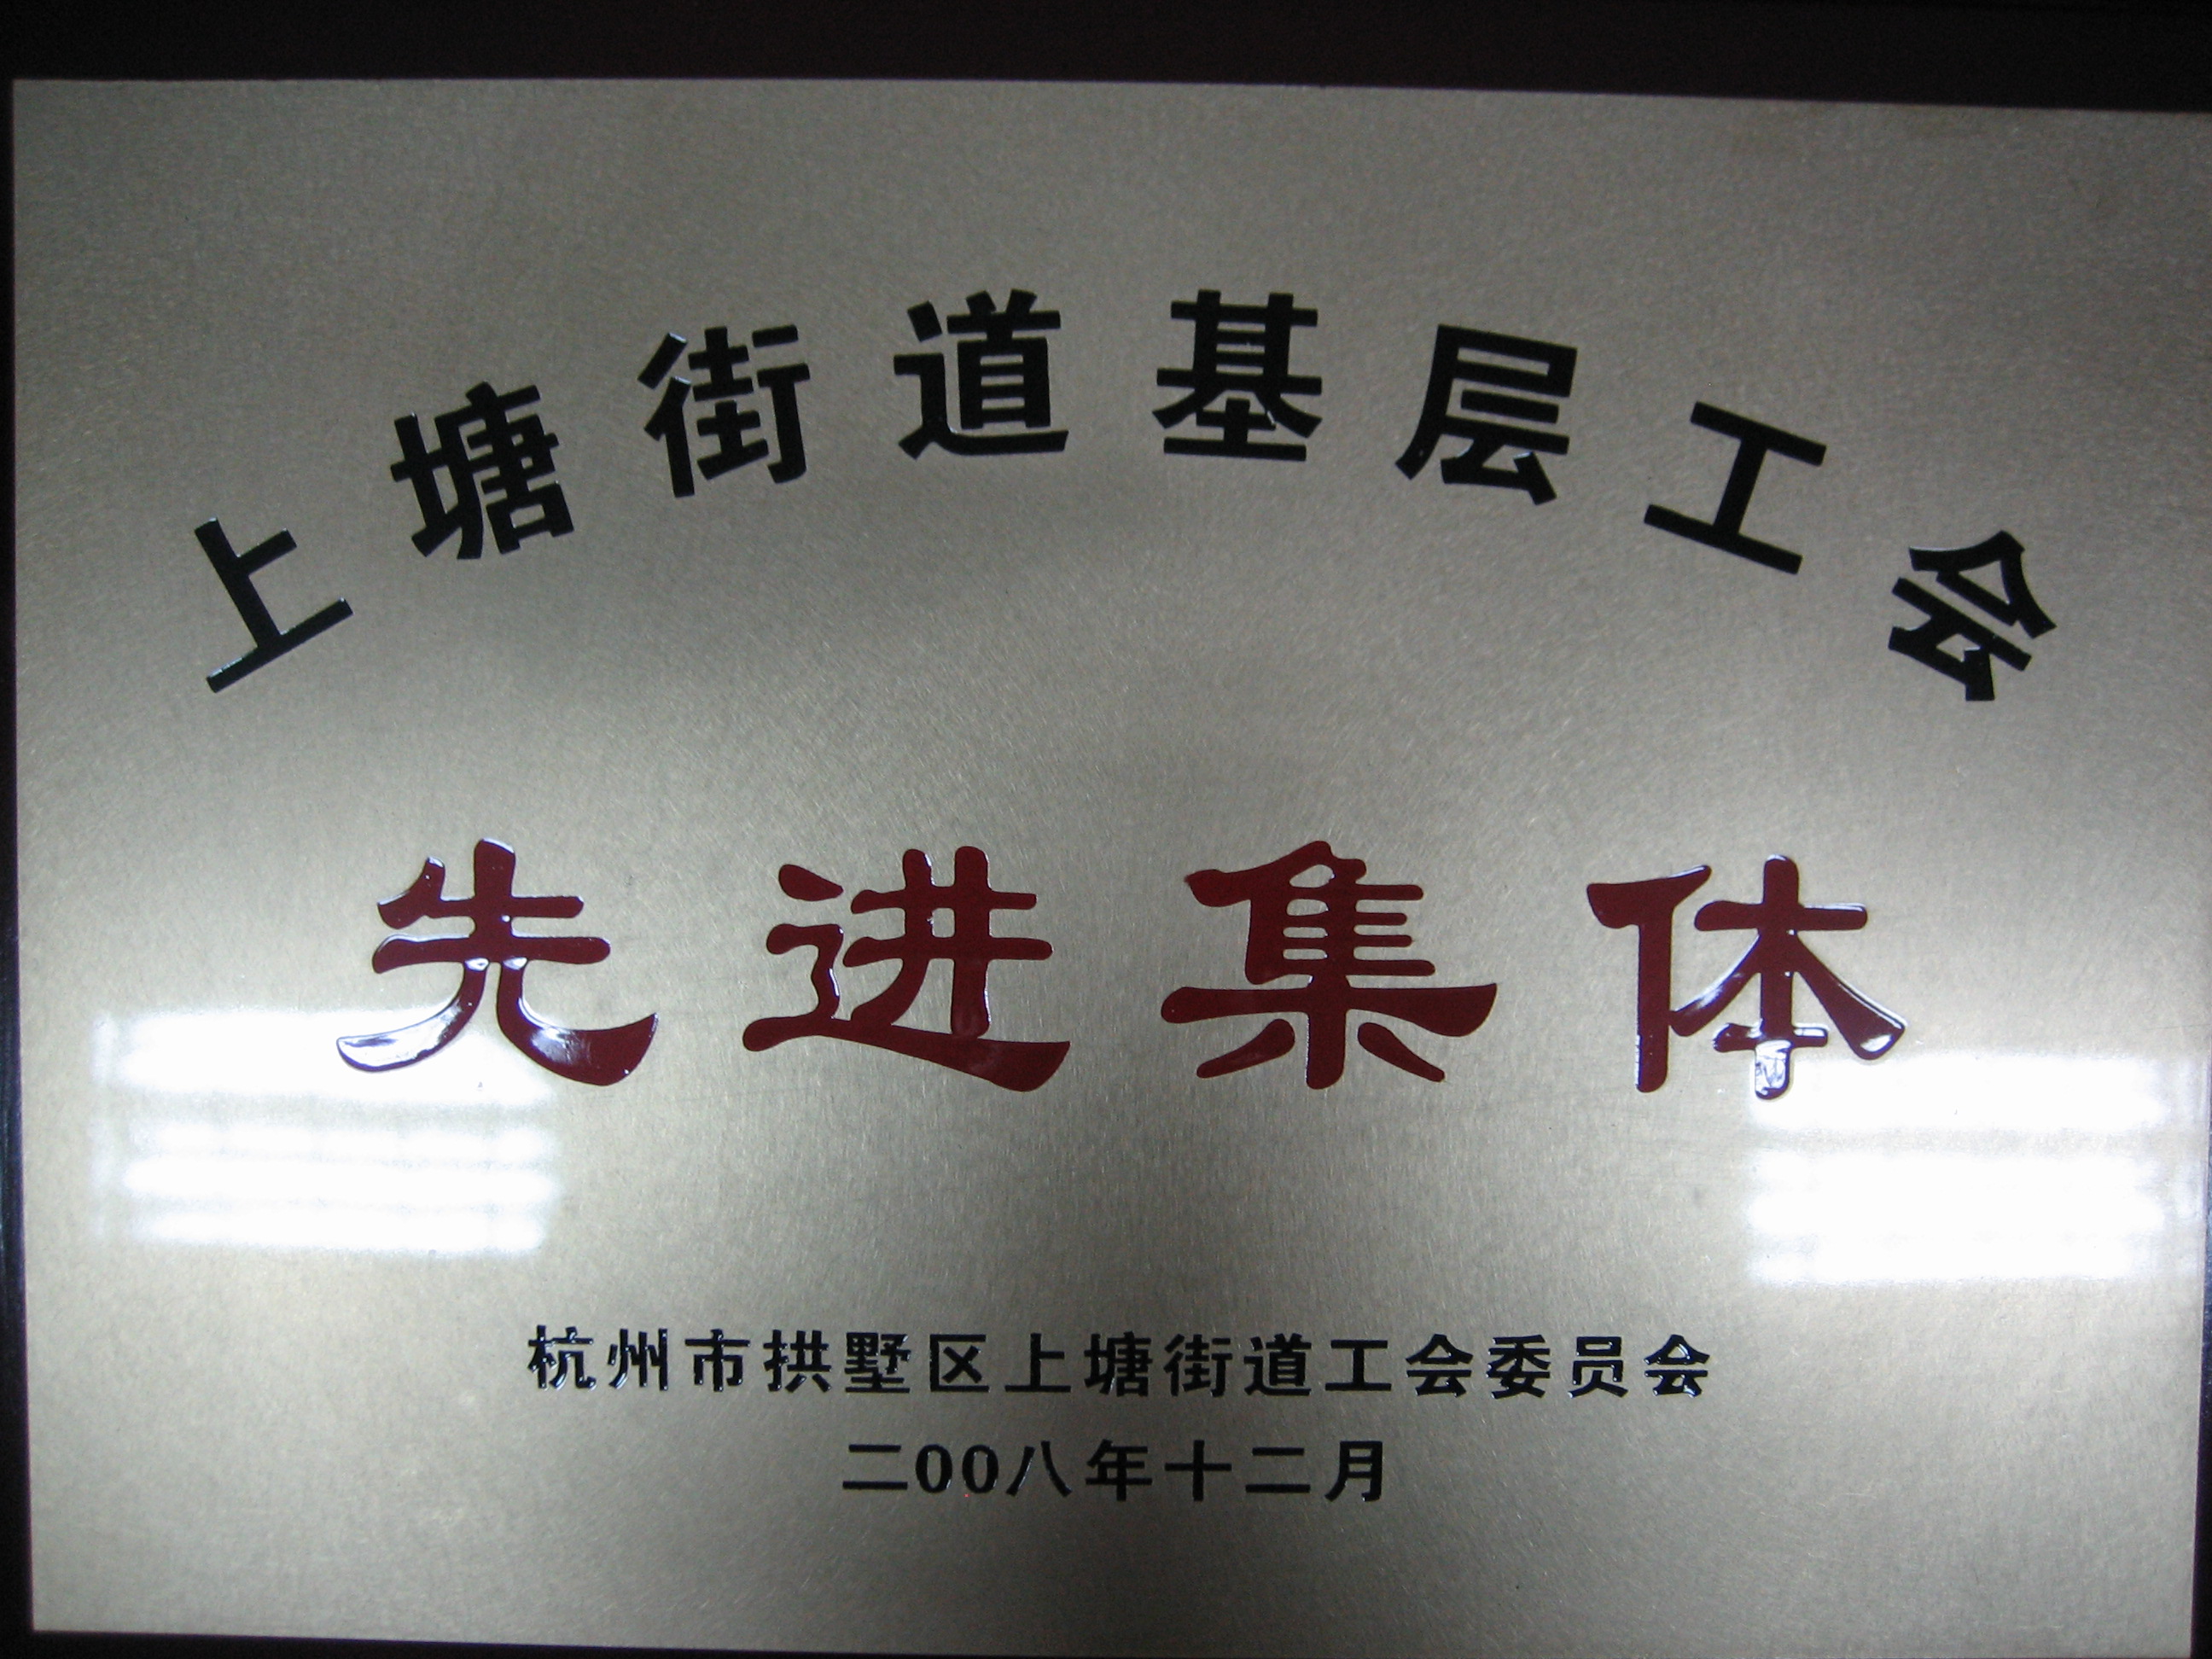 上塘街道基层工会
先进集体
杭州市拱墅区上塘街道工会委员会
二00八年十二月